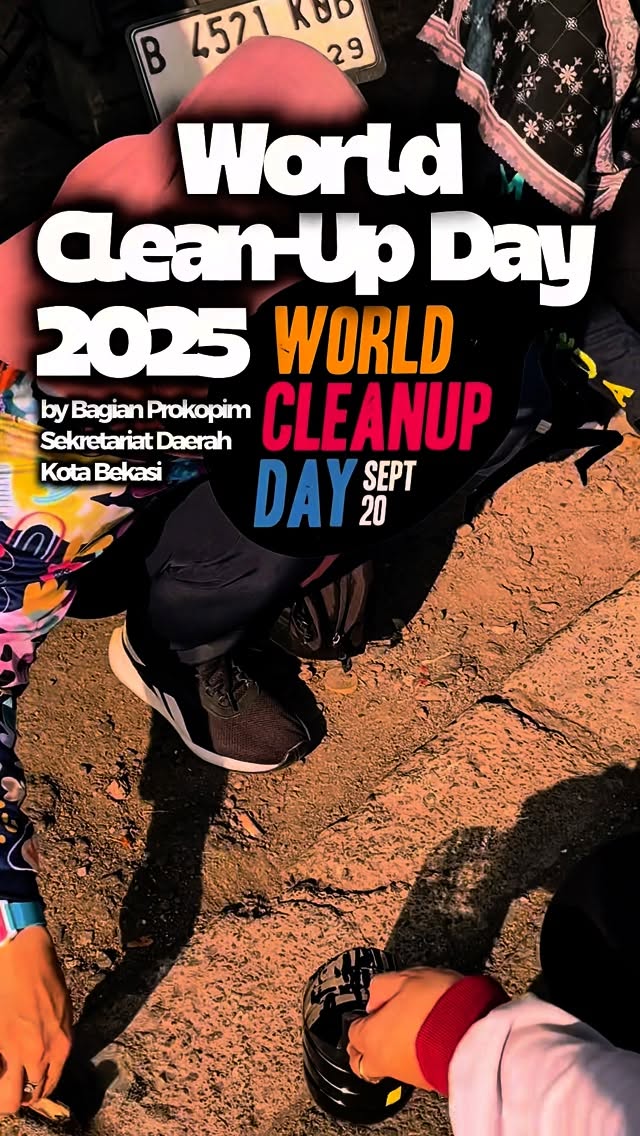 B 4521 KOB
29
World
Clean-Up Day
2025
by Bagian Prokopim
Sekretariat Daerah
Kota Bekasi
WORLD
CLEANUP
DAY SEPT
20